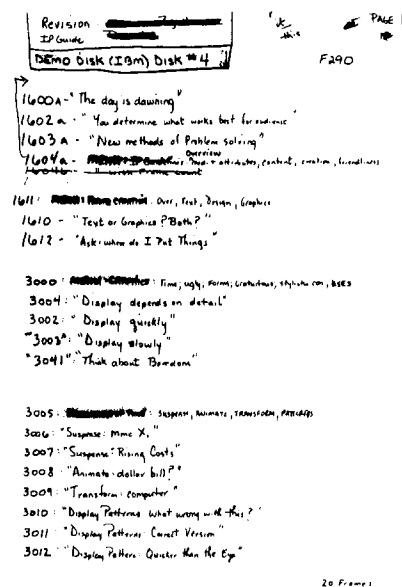 Revision
IP Guide
DEMO Disk (IBM) Disk #4
this
PAGE
F290
1600A - "The day is dawning"
1602a - "You determine what works best for audience"
1603a - "New methods of Problem solving"
Overview
1604a - attributes, content, creation, friendliness
1611: Over, Text, Design, Graphics
1610 - "Text or Graphics? Both?"
1612 - "Ask: where do I Put Things"
3000: Time, ugly, Forms, Gratuitous, stylistic con, uses
3004: "Display depends on detail"
3002: "Display quickly"
"3003": "Display slowly"
"3041": "Think about Boredom"
3005: SUSPENSE, ANIMATE, TRANSFORM, PATTERNS
3006: "Suspense: Mme X."
3007: "Suspense: Rising Costs"
3008: "Animate: dollar bill?"
3009: "Transform: computer"
3010: "Display Patterns what wrong with this?"
3011: "Display Patterns: Correct Version"
3012: "Display Pattern: Quicker than the Eye"
20 Frames